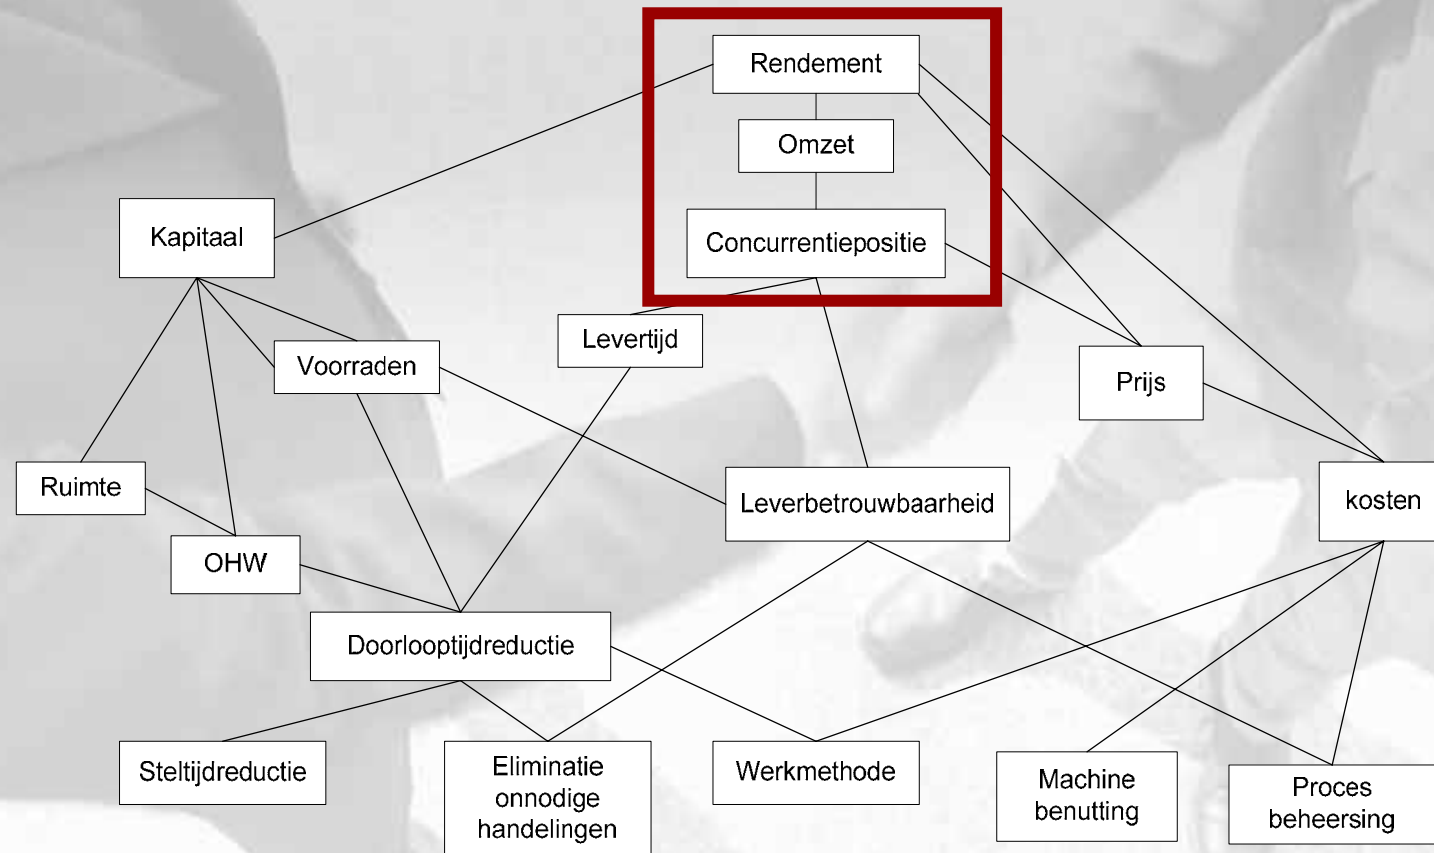 Rendement
Omzet
Kapitaal
Concurrentiepositie
Levertijd
Voorraden
Prijs
Ruimte
Leverbetrouwbaarheid
kosten
OHW
Doorlooptijdreductie
Steltijdreductie
Eliminatie
onnodige
handelingen
Werkmethode
Machine
benutting
Proces
beheersing